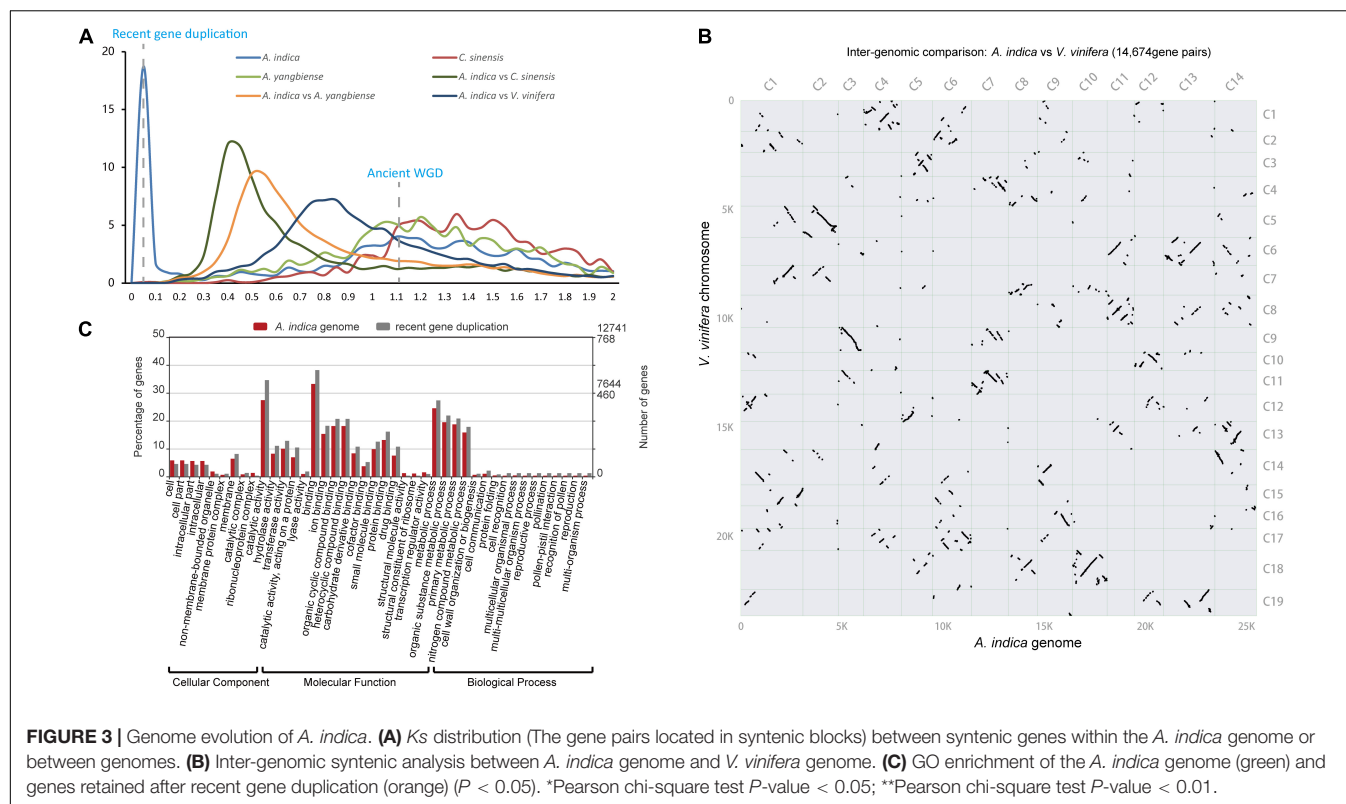 A
Recent gene duplication
A. indica
C. sinensis
A. yangbiense
A. indica vs C. sinensis
A. indica vs A. yangbiense
A. indica vs V. vinifera
Ancient WGD
20
15
10
5
0
0 0.1 0.2 0.3 0.4 0.5 0.6 0.7 0.8 0.9 1 1.1 1.2 1.3 1.4 1.5 1.6 1.7 1.8 1.9 2
B
Inter-genomic comparison: A. indica vs V. vinifera (14,674gene pairs)
C1 C2 C3 C4 C5 C6 C7 C8 C9 C10 C11 C12 C13 C14
0
5K
10K
15K
20K
V. vinifera chromosome
C1
C2
C3
C4
C5
C6
C7
C8
C9
C10
C11
C12
C13
C14
C15
C16
C17
C18
C19
0 5K 10K 15K 20K 25K
A. indica genome
C
A. indica genome
recent gene duplication
50
40
30
20
10
0
Percentage of genes
12741
768
7644
460
0
Number of genes
cell
cell part
intracellular part
intracellular
non-membrane-bounded organelle
membrane protein complex
membrane
catalytic complex
ribonucleoprotein complex
catalytic activity
hydrolase activity
transferase activity
catalytic activity, acting on a protein
lyase activity
binding
ion binding
organic cyclic compound binding
heterocyclic compound binding
carbohydrate derivative binding
cofactor binding
small molecule binding
protein binding
drug binding
structural molecule activity
structural constituent of ribosome
transcription regulator activity
metabolic process
organic substance metabolic process
primary metabolic process
nitrogen compound metabolic process
cell wall organization or biogenesis
cell communication
protein folding
cell recognition
multicellular organismal process
multi-multicellular organism process
reproductive process
pollination
pollen-pistil interaction
recognition of pollen
reproduction
multi-organism process
Cellular Component
Molecular Function
Biological Process
FIGURE 3 | Genome evolution of A. indica. (A) Ks distribution (The gene pairs located in syntenic blocks) between syntenic genes within the A. indica genome or
between genomes. (B) Inter-genomic syntenic analysis between A. indica genome and V. vinifera genome. (C) GO enrichment of the A. indica genome (green) and
genes retained after recent gene duplication (orange) (P < 0.05). *Pearson chi-square test P-value < 0.05; **Pearson chi-square test P-value < 0.01.